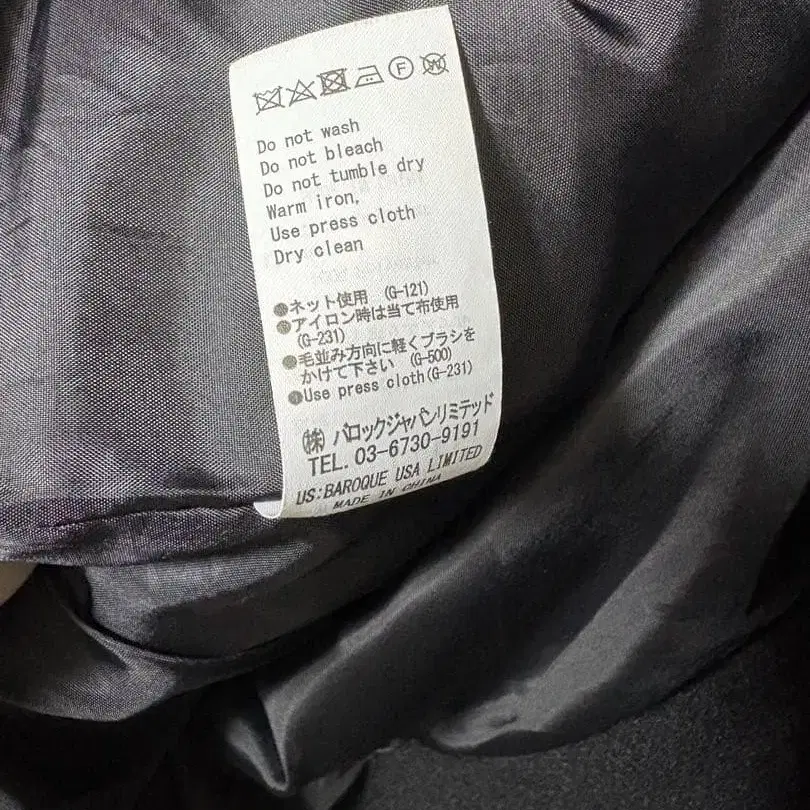 F W
Do not wash
Do not bleach
Do not tumble dry
Warm iron,
Use press cloth
Dry clean
●ネット使用 (G-121)
●アイロン時は当て布使用
(G-231)
●毛並み方向に軽くブラシを
かけて下さい (G-500)
●Use press cloth(G-231)
㈱ バロックジャパンリミテッド
TEL. 03-6730-9191
US:BAROQUE USA LIMITED
MADE IN CHINA